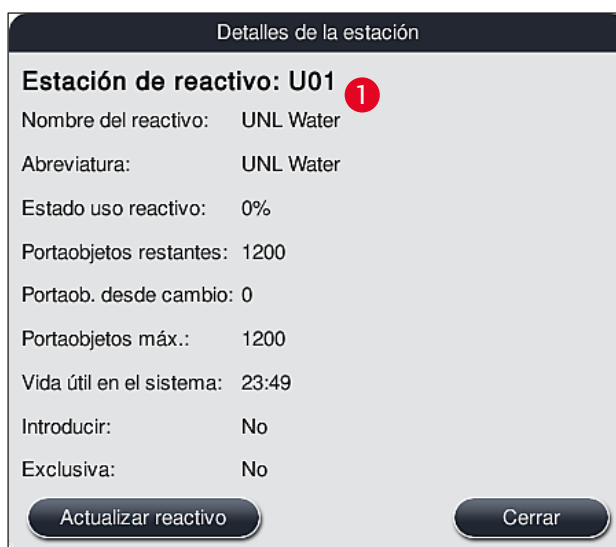 Detalles de la estación
Estación de reactivo: U01
1
Nombre del reactivo: UNL Water
Abreviatura: UNL Water
Estado uso reactivo: 0%
Portaobjetos restantes: 1200
Portaob. desde cambio: 0
Portaobjetos máx.: 1200
Vida útil en el sistema: 23:49
Introducir: No
Exclusiva: No
Actualizar reactivo Cerrar